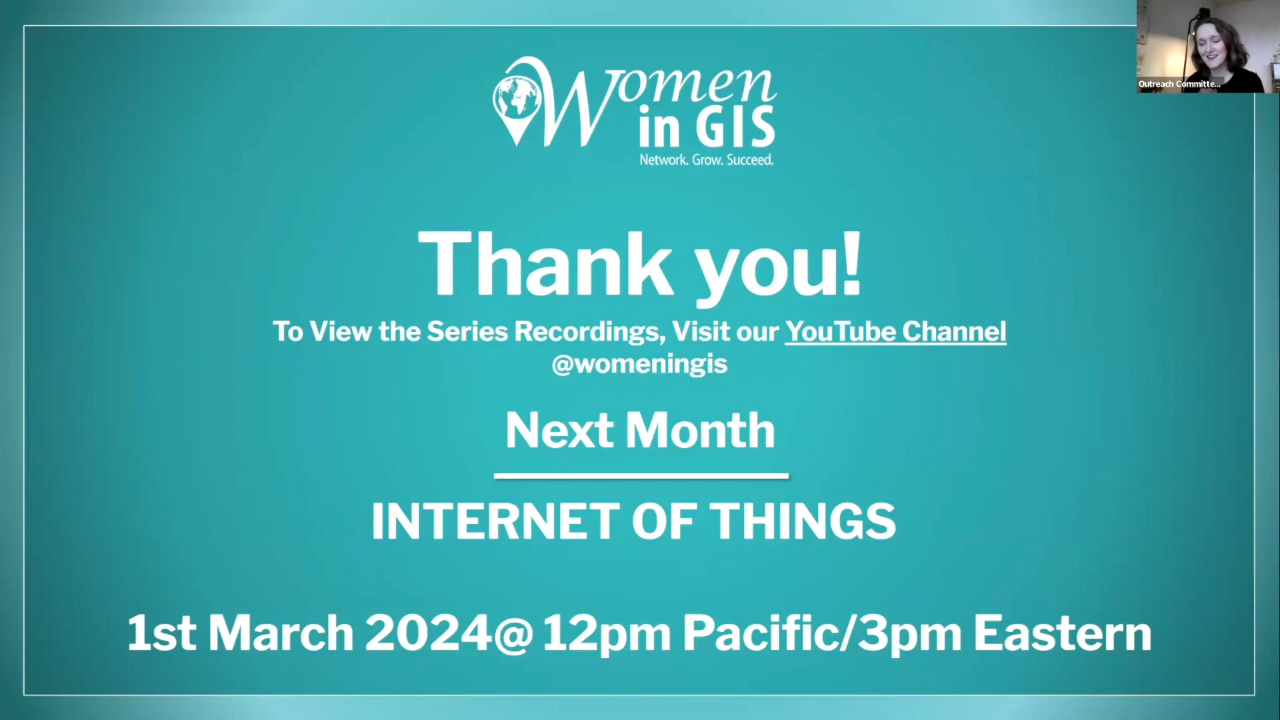 Women
in GIS
Network. Grow. Succeed.
Thank you!
To View the Series Recordings, Visit our YouTube Channel
@womeningis
Next Month
INTERNET OF THINGS
1st March 2024@ 12pm Pacific/3pm Eastern
Outreach Committe...